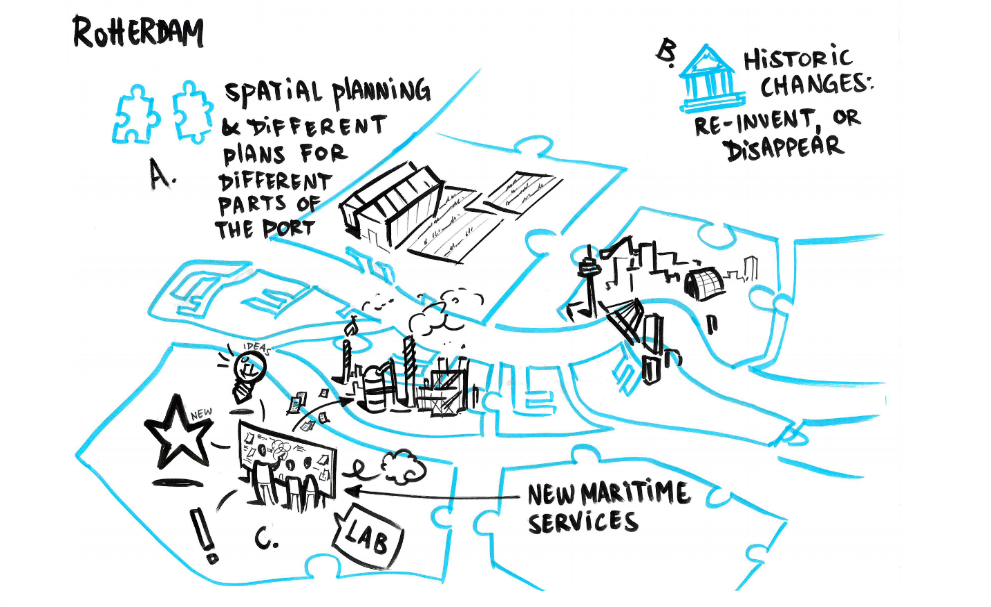 RottERDAM
SPATIAL PlANNING
& DiFFERENT
PlANS FOR
DiFFERENT
PARTS OF
THE PORT
A.
B.
HiSTORIC
CHANGES:
RE-INVENT, OR
DiSAPPEAR
IDEAS
NEW
C.
LAB
NEW MARITIME
SERVICES